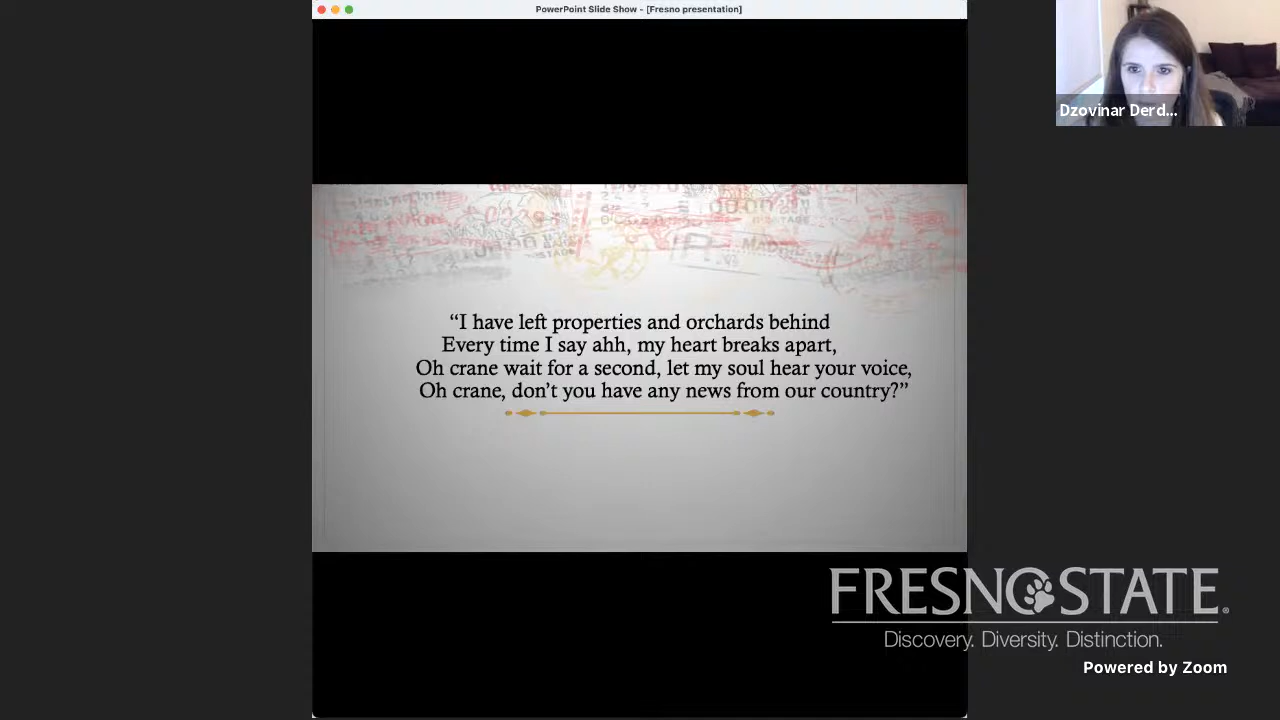 PowerPoint Slide Show - [Fresno presentation]
Dzovinar Derd...
“I have left properties and orchards behind
Every time I say ahh, my heart breaks apart,
Oh crane wait for a second, let my soul hear your voice,
Oh crane, don’t you have any news from our country?”
FRESNO STATE®
Discovery. Diversity. Distinction.
Powered by Zoom